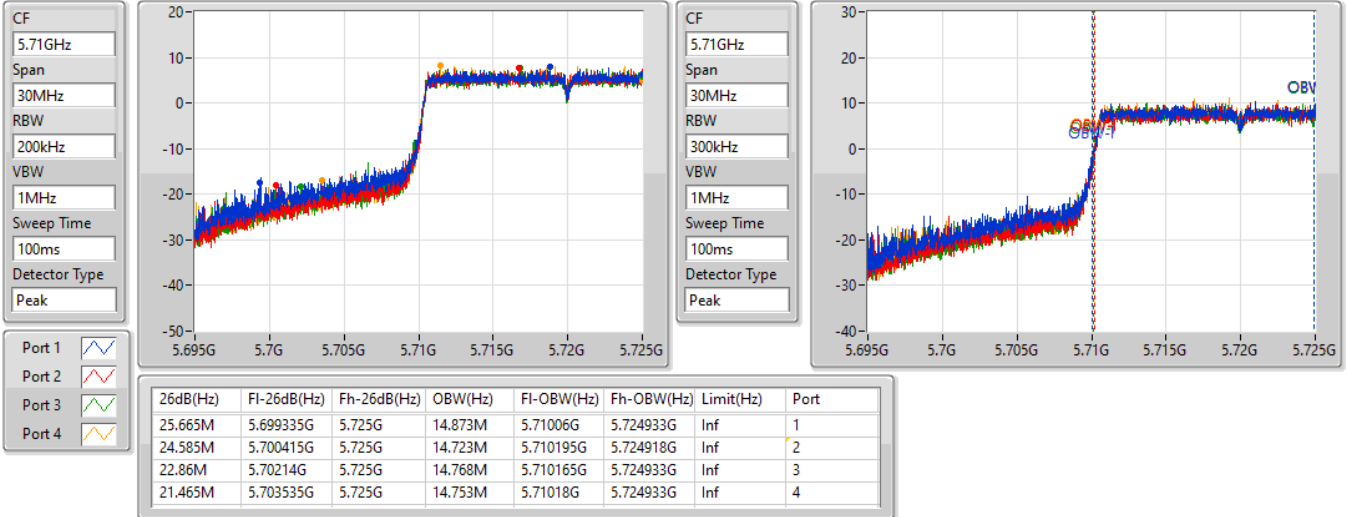 CF
5.71GHz
Span
30MHz
RBW
200kHz
VBW
1MHz
Sweep Time
100ms
Detector Type
Peak
20
10
0
-10
-20
-30
-40
-50
5.695G 5.7G 5.705G 5.71G 5.715G 5.72G 5.725G
CF
5.71GHz
Span
30MHz
RBW
300kHz
VBW
1MHz
Sweep Time
100ms
Detector Type
Peak
30
20
10
0
-10
-20
-30
-40
OBW-1
5.695G 5.7G 5.705G 5.71G 5.715G 5.72G 5.725G
Port 1
Port 2
Port 3
Port 4
26dB(Hz) Fl-26dB(Hz) Fh-26dB(Hz) OBW(Hz) Fl-OBW(Hz) Fh-OBW(Hz) Limit(Hz) Port
25.665M 5.699335G 5.725G 14.873M 5.71006G 5.724933G Inf 1
24.585M 5.700415G 5.725G 14.723M 5.710195G 5.724918G Inf 2
22.86M 5.70214G 5.725G 14.768M 5.710165G 5.724933G Inf 3
21.465M 5.703535G 5.725G 14.753M 5.71018G 5.724933G Inf 4